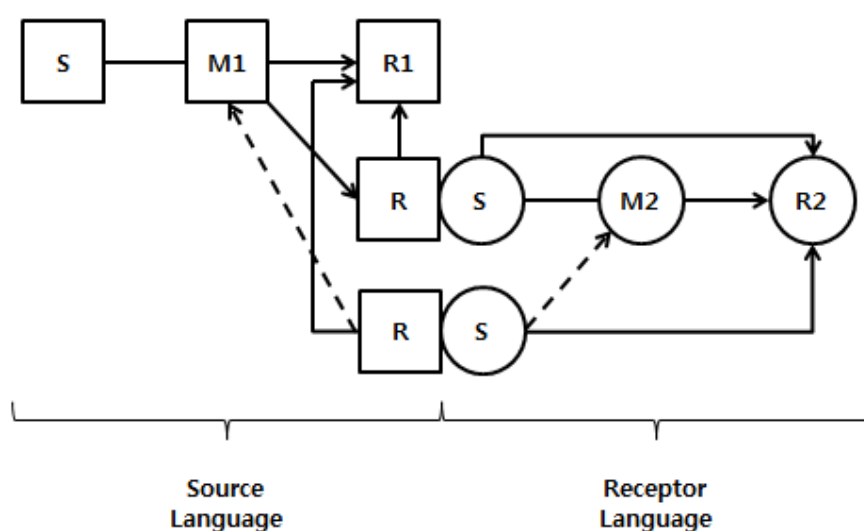 S M1 R1
R S M2 R2
R S
Source Receptor
Language Language